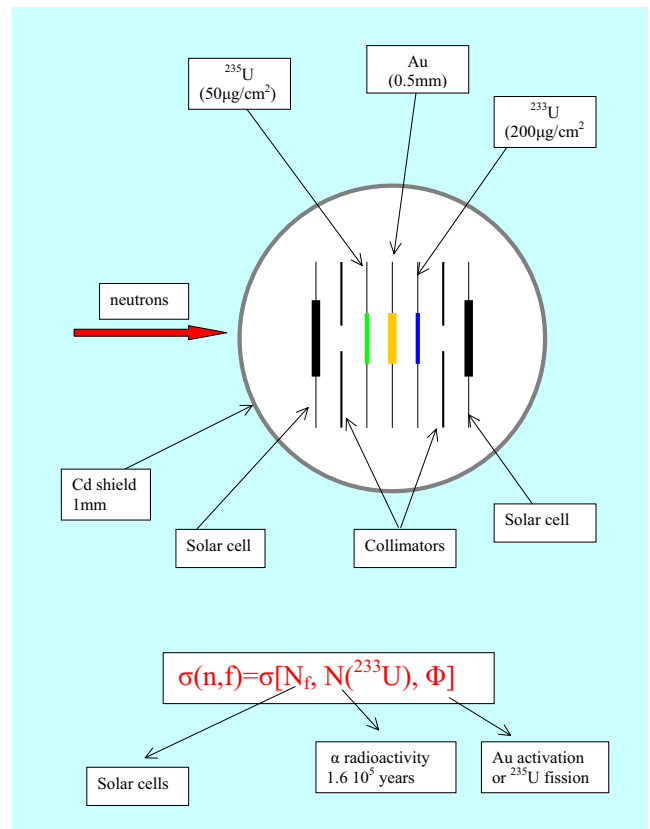 ²³⁵U
(50μg/cm²)
Au
(0.5mm)
²³³U
(200μg/cm²
neutrons
Cd shield
1mm
Solar cell
Collimators
Solar cell
σ(n,f)=σ[N_f, N(²³³U), Φ]
Solar cells
α radioactivity
1.6 10⁵ years
Au activation
or ²³⁵U fission